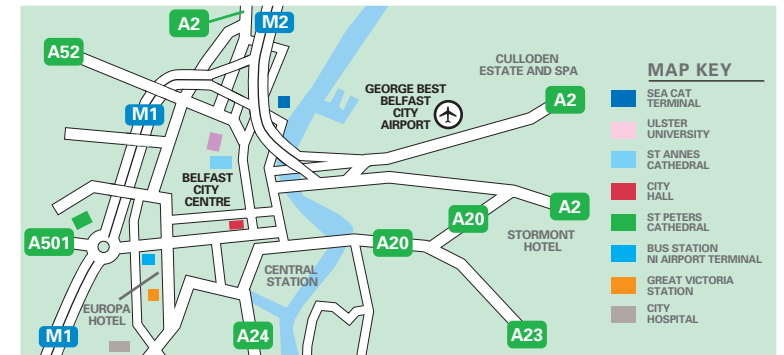 A2
M2
A52
M1
GEORGE BEST
BELFAST
CITY
AIRPORT
CULLODEN
ESTATE AND SPA
A2
BELFAST
CITY
CENTRE
A501
A20
A20
A2
STORMONT
HOTEL
CENTRAL
STATION
EUROPA
HOTEL
M1
A24
A23
MAP KEY
SEA CAT
TERMINAL
ULSTER
UNIVERSITY
ST ANNES
CATHEDRAL
CITY
HALL
ST PETERS
CATHEDRAL
BUS STATION
NI AIRPORT TERMINAL
GREAT VICTORIA
STATION
CITY
HOSPITAL